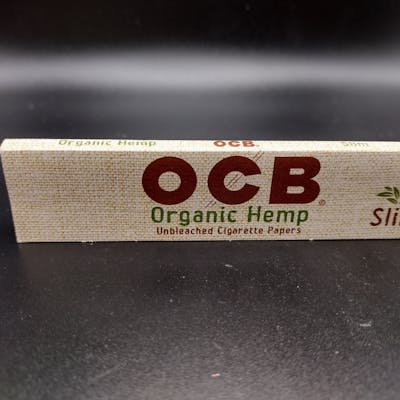 Organic Hemp OCB. Slim
OCB®
Organic Hemp
Unbleached Cigarette Papers
Sli